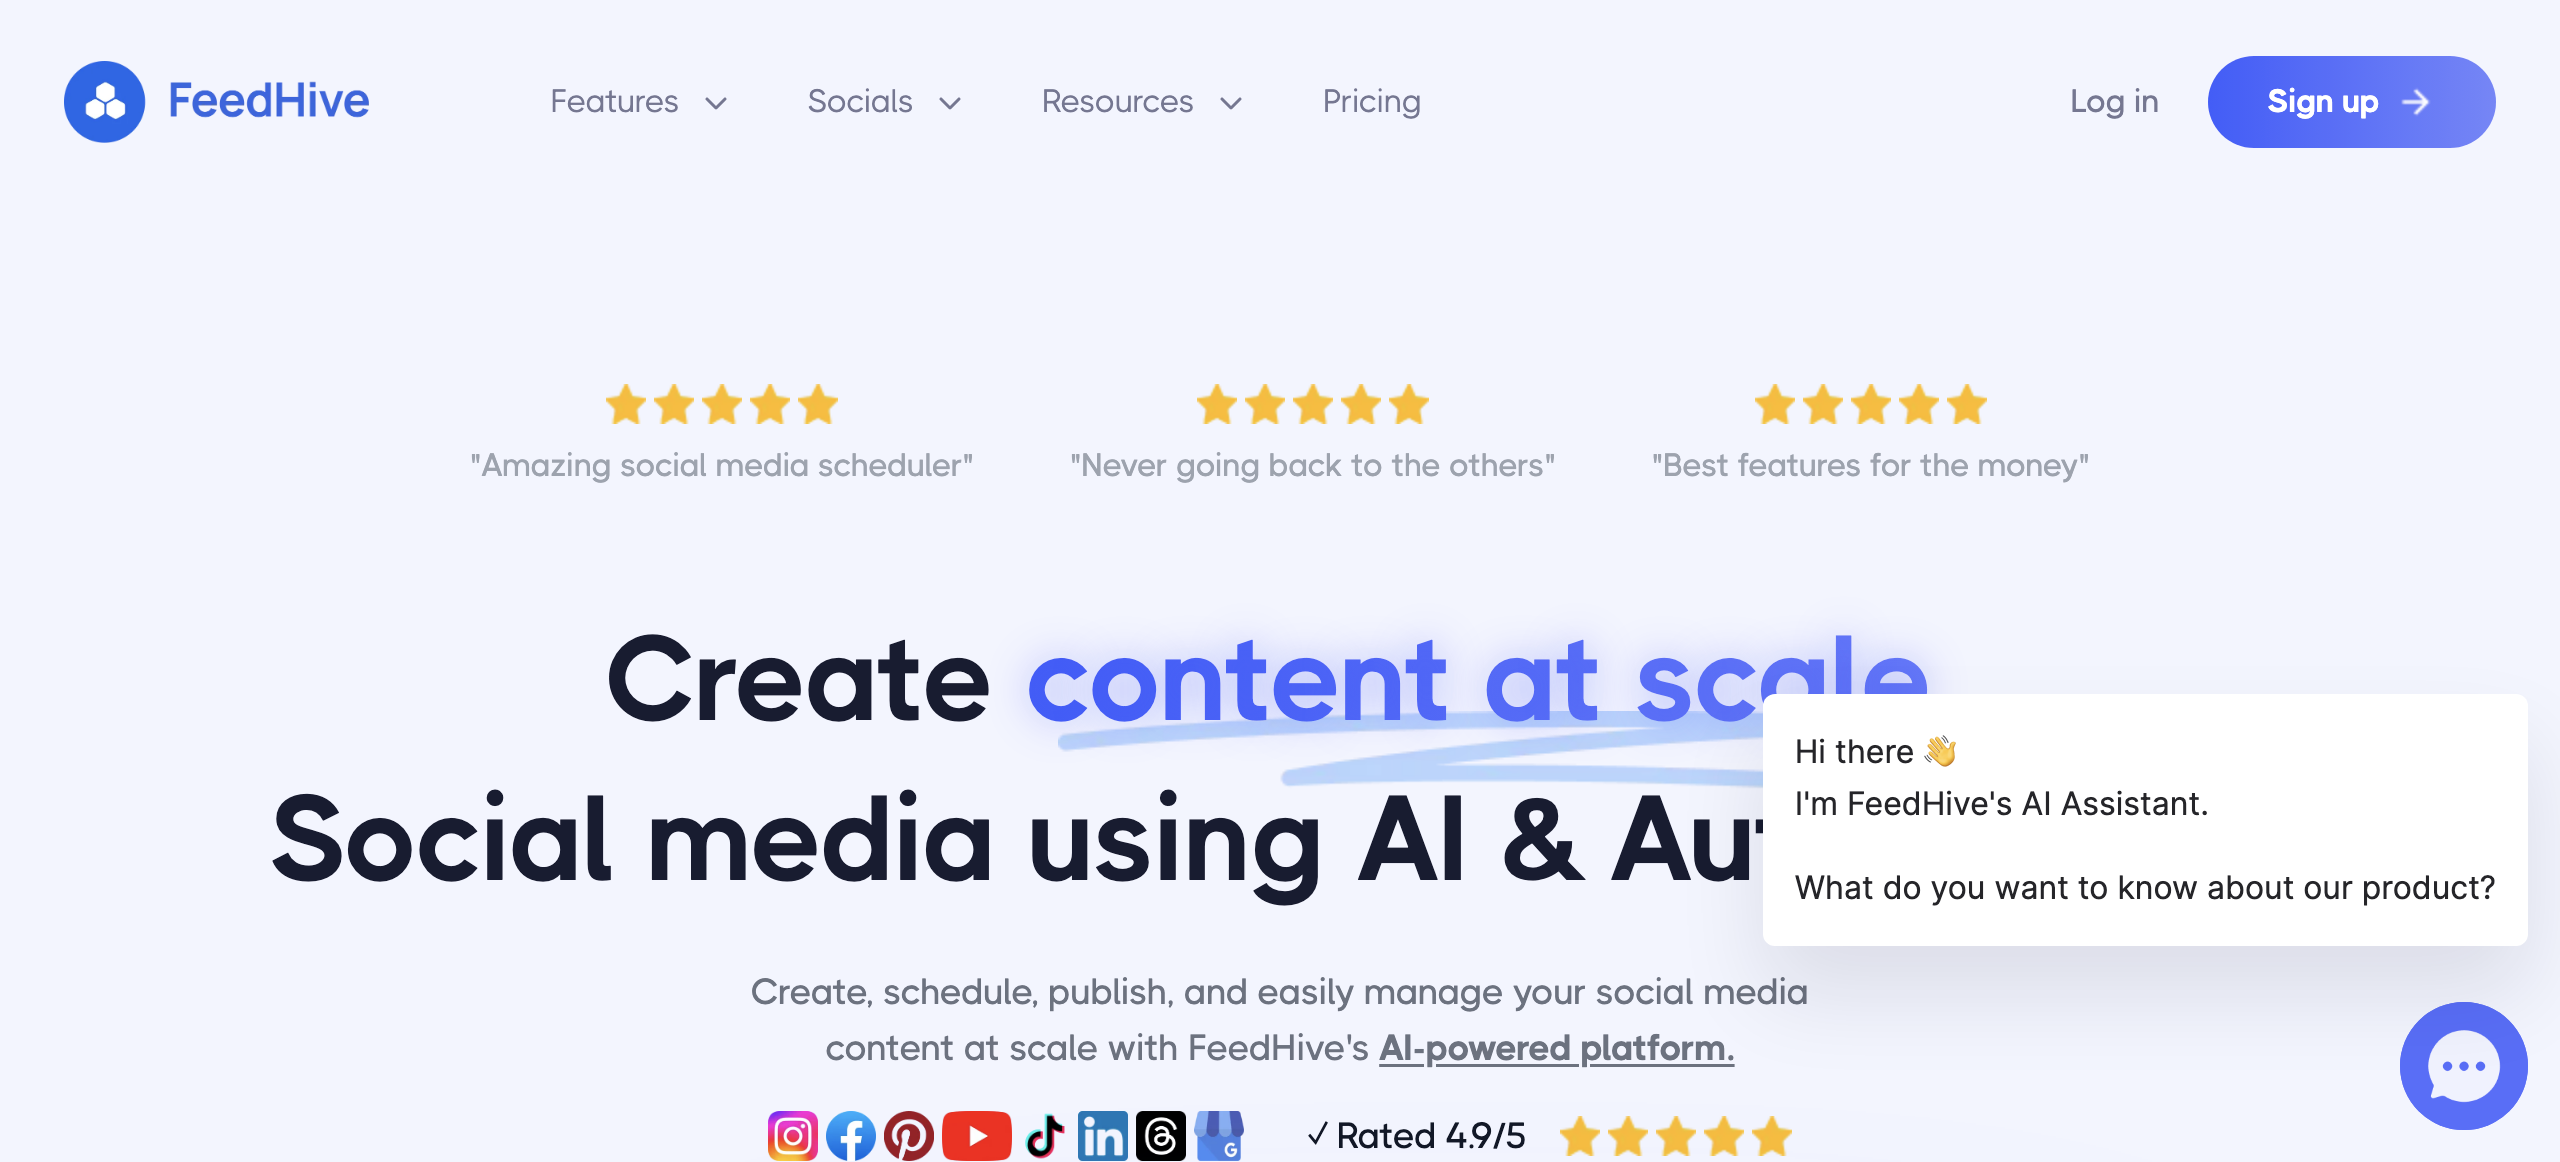 FeedHive
Features
Socials
Resources
Pricing
Log in
Sign up
"Amazing social media scheduler"
"Never going back to the others"
"Best features for the money"
Create content at scale
Social media using AI & Aut
Hi there 👋
I'm FeedHive's AI Assistant.
What do you want to know about our product?
Create, schedule, publish, and easily manage your social media
content at scale with FeedHive's AI-powered platform.
✓ Rated 4.9/5